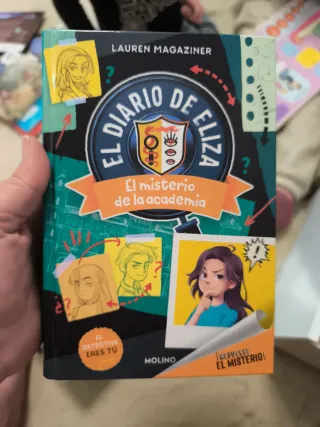 LAUREN MAGAZINER
EL DIARIO DE ELIZA
El misterio
de la academia
EL
DETECTIVE
ERES TÚ
MOLINO
¡RESUELVE
EL MISTERIO!